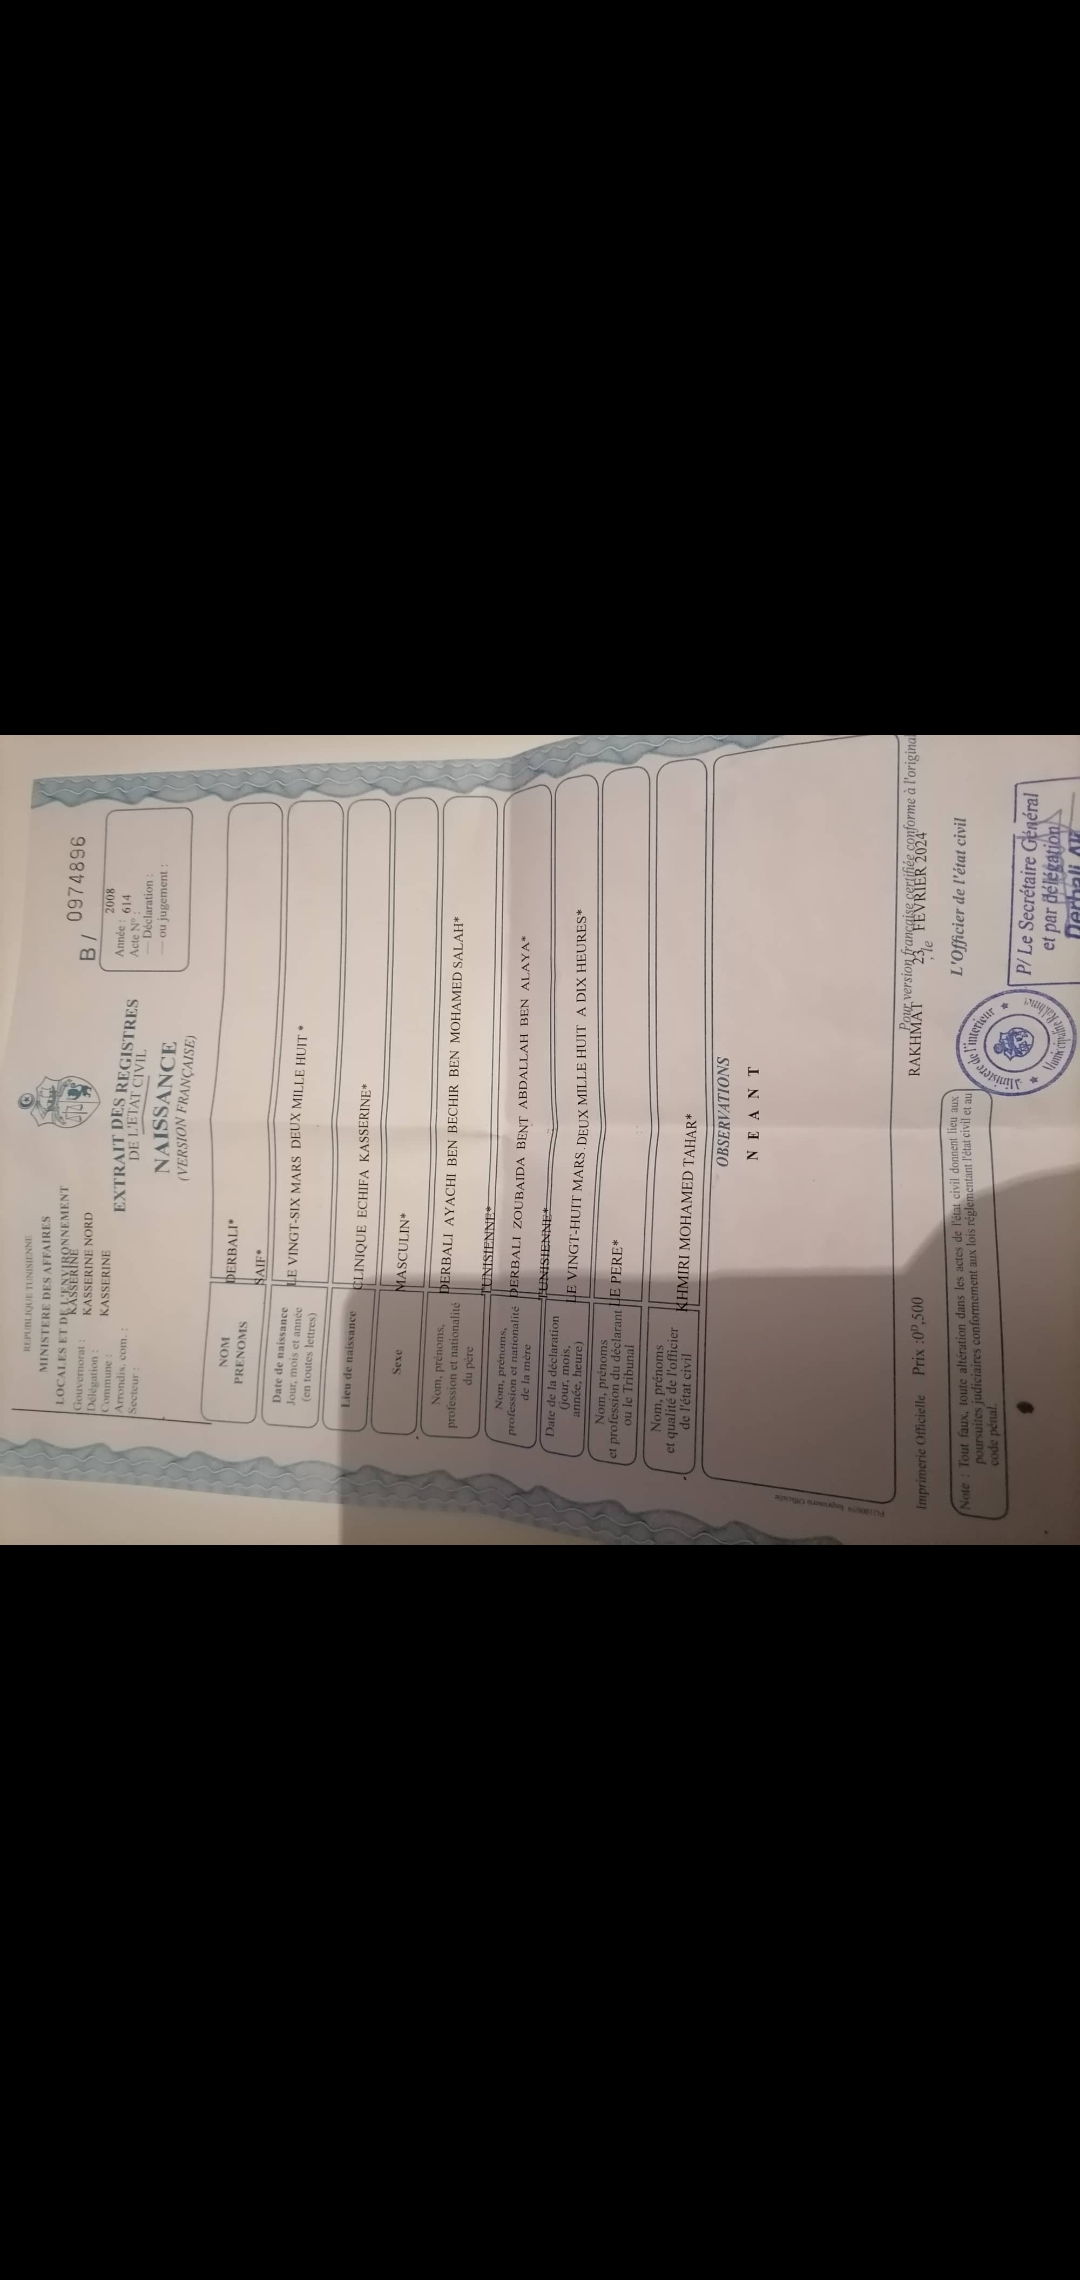 REPUBLIQUE TUNISIENNE
MINISTERE DES AFFAIRES
LOCALES ET DE L'ENVIRONNEMENT
Gouvernorat : KASSERINE
Délégation : KASSERINE NORD
Commune : KASSERINE
Arrondis. com. :
Secteur :
EXTRAIT DES REGISTRES
DE L'ETAT CIVIL
NAISSANCE
(VERSION FRANÇAISE)
B / 0974896
Année : 2008
Acte N° : 614
— Déclaration :
— ou jugement :
NOM DERBALI*
PRENOMS SAIF*
Date de naissance
Jour, mois et année
(en toutes lettres)
LE VINGT-SIX MARS DEUX MILLE HUIT *
Lieu de naissance CLINIQUE ECHIFA KASSERINE*
Sexe MASCULIN*
Nom, prénoms,
profession et nationalité
du père
DERBALI AYACHI BEN BECHIR BEN MOHAMED SALAH*
TUNISIENNE*
Nom, prénoms,
profession et nationalité
de la mère
DERBALI ZOUBAIDA BENT ABDALLAH BEN ALAYA*
TUNISIENNE*
Date de la déclaration
(jour, mois,
année, heure)
LE VINGT-HUIT MARS DEUX MILLE HUIT A DIX HEURES*
Nom, prénoms
et profession du déclarant
ou le Tribunal
LE PERE*
Nom, prénoms
et qualité de l'officier
de l'état civil
KHMIRI MOHAMED TAHAR*
OBSERVATIONS
N E A N T
Imprimerie Officielle Prix :0D,500
Pour version française certifiée conforme à l'original
RAKHMAT , le 23 FEVRIER 2024
L'Officier de l'état civil
Note : Tout faux, toute altération dans les actes de l'état civil donnent lieu aux
poursuites judiciaires conformement aux lois réglementant l'état civil et au
code pénal.
Ministère de l'intérieur
P/ Le Secrétaire Général
et par délégation
Derbali